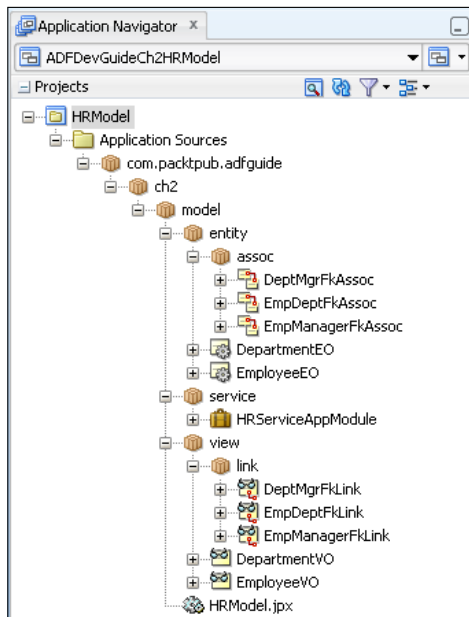 Application Navigator
ADFDevGuideCh2HRModel
Projects
HRModel
Application Sources
com.packtpub.adfguide
ch2
model
entity
assoc
DeptMgrFkAssoc
EmpDeptFkAssoc
EmpManagerFkAssoc
DepartmentEO
EmployeeEO
service
HRServiceAppModule
view
link
DeptMgrFkLink
EmpDeptFkLink
EmpManagerFkLink
DepartmentVO
EmployeeVO
HRModel.jpx